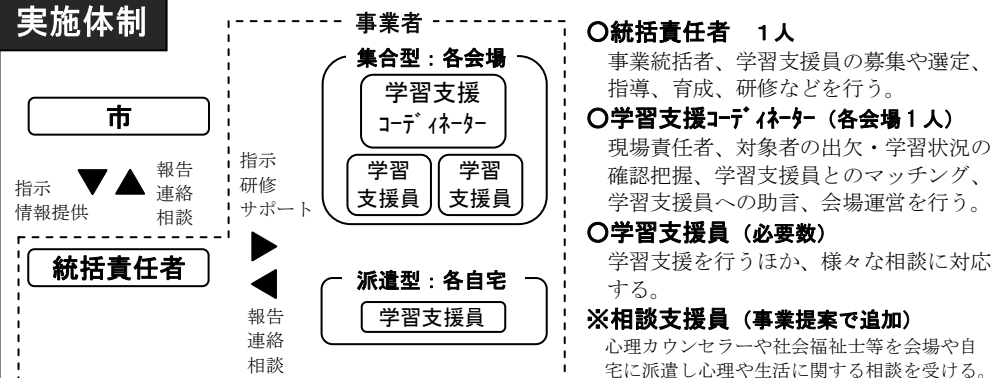 実施体制
事業者
集合型：各会場
学習支援
ｺｰﾃﾞｨﾈｰﾀｰ
学習
支援員
学習
支援員
市
指示
情報提供
▼▲
報告
連絡
相談
指示
研修
サポート
▶
◀
報告
連絡
相談
統括責任者
派遣型：各自宅
学習支援員
〇統括責任者　１人
事業統括者、学習支援員の募集や選定、
指導、育成、研修などを行う。
〇学習支援ｺｰﾃﾞｨﾈｰﾀｰ（各会場１人）
現場責任者、対象者の出欠・学習状況の
確認把握、学習支援員とのマッチング、
学習支援員への助言、会場運営を行う。
〇学習支援員（必要数）
学習支援を行うほか、様々な相談に対応
する。
※相談支援員（事業提案で追加）
心理カウンセラーや社会福祉士等を会場や自
宅に派遣し心理や生活に関する相談を受ける。